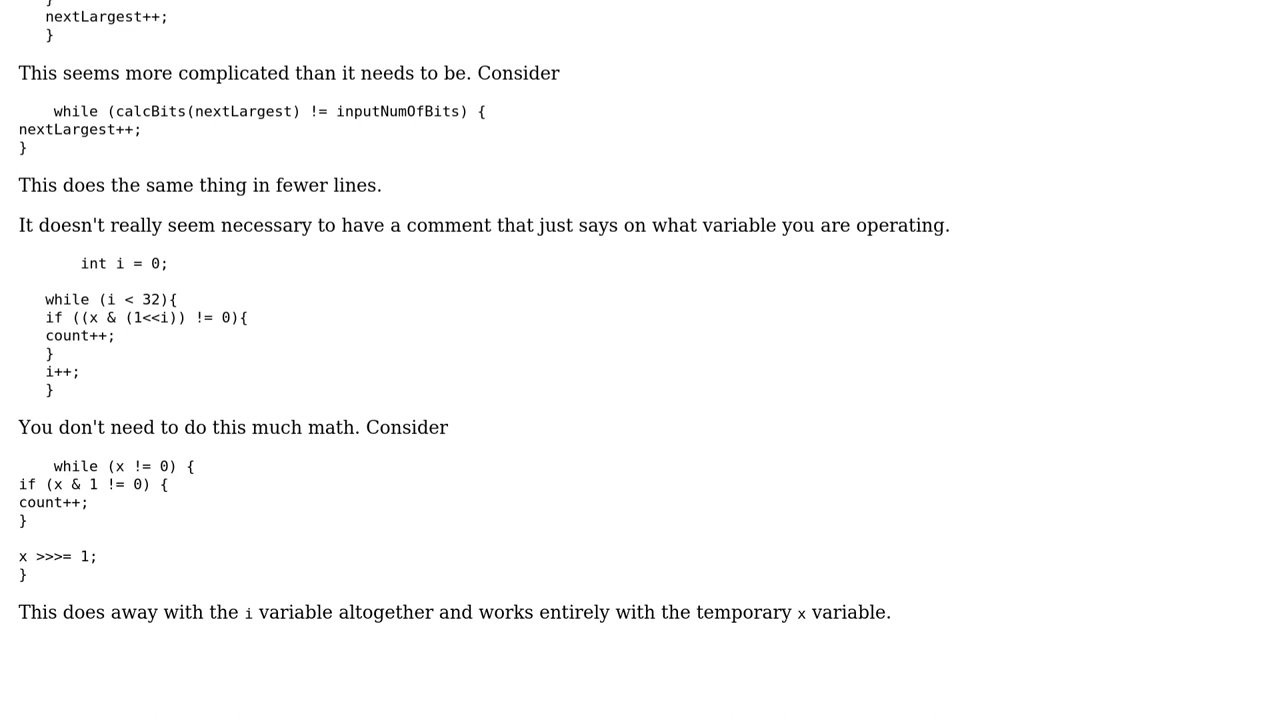 }
nextLargest++;
}
This seems more complicated than it needs to be. Consider
while (calcBits(nextLargest) != inputNumOfBits) {
nextLargest++;
}
This does the same thing in fewer lines.
It doesn't really seem necessary to have a comment that just says on what variable you are operating.
int i = 0;
while (i < 32){
if ((x & (1<<i)) != 0){
count++;
}
i++;
}
You don't need to do this much math. Consider
while (x != 0) {
if (x & 1 != 0) {
count++;
}
x >>>= 1;
}
This does away with the i variable altogether and works entirely with the temporary x variable.